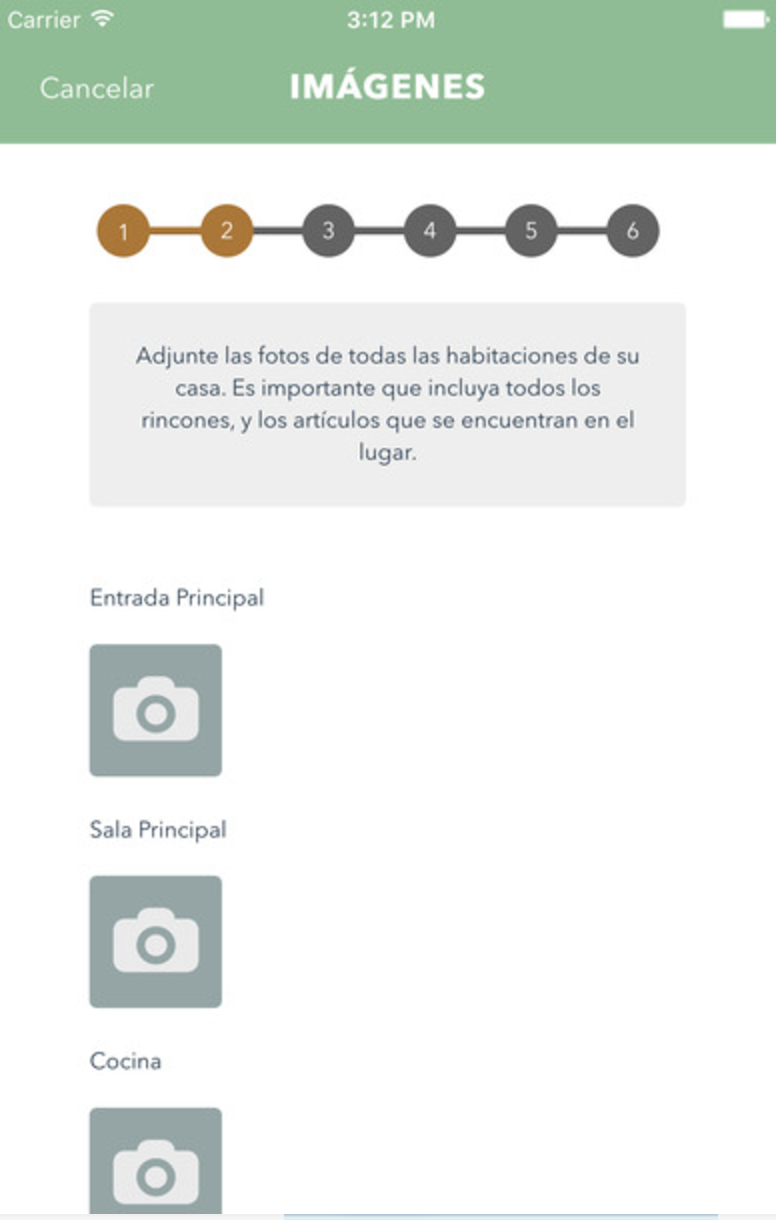 Carrier 3:12 PM
Cancelar IMÁGENES
1 2 3 4 5 6
Adjunte las fotos de todas las habitaciones de su
casa. Es importante que incluya todos los
rincones, y los artículos que se encuentran en el
lugar.
Entrada Principal
Sala Principal
Cocina